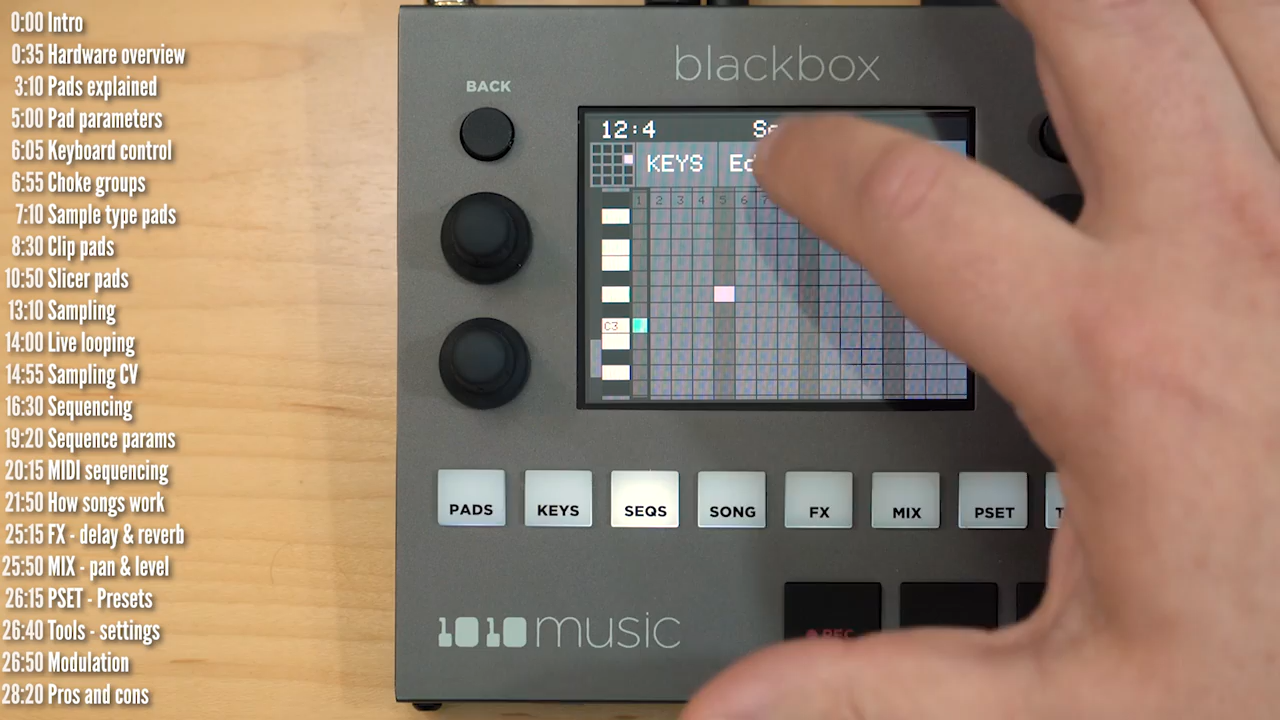 0:00 Intro
0:35 Hardware overview
3:10 Pads explained
5:00 Pad parameters
6:05 Keyboard control
6:55 Choke groups
7:10 Sample type pads
8:30 Clip pads
10:50 Slicer pads
13:10 Sampling
14:00 Live looping
14:55 Sampling CV
16:30 Sequencing
19:20 Sequence params
20:15 MIDI sequencing
21:50 How songs work
25:15 FX - delay & reverb
25:50 MIX - pan & level
26:15 PSET - Presets
26:40 Tools - settings
26:50 Modulation
28:20 Pros and cons
blackbox
BACK
12:4
KEYS
1 2 3 4 5 6 7
C3
PADS KEYS SEQS SONG FX MIX PSET
REC
1010music